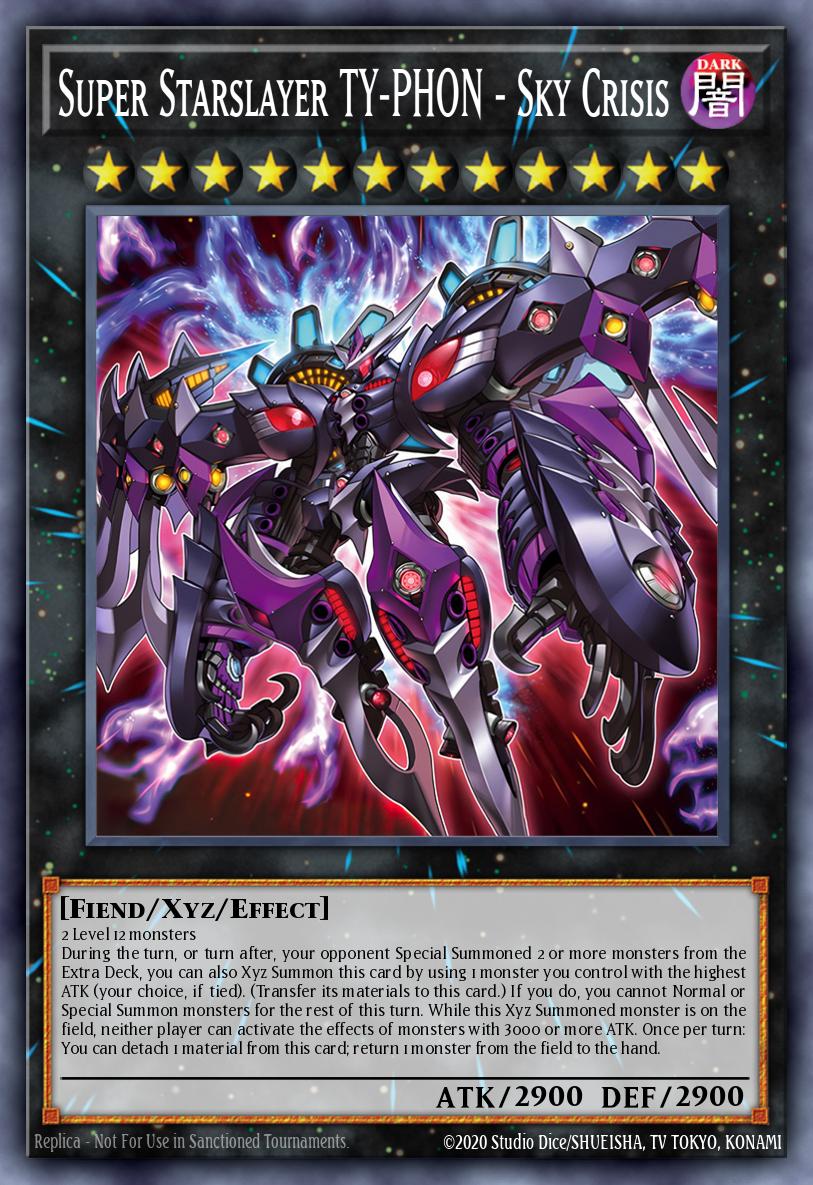 Super Starslayer TY-PHON - Sky Crisis
DARK
闇
[Fiend/Xyz/Effect]
2 Level 12 monsters
During the turn, or turn after, your opponent Special Summoned 2 or more monsters from the
Extra Deck, you can also Xyz Summon this card by using 1 monster you control with the highest
ATK (your choice, if tied). (Transfer its materials to this card.) If you do, you cannot Normal or
Special Summon monsters for the rest of this turn. While this Xyz Summoned monster is on the
field, neither player can activate the effects of monsters with 3000 or more ATK. Once per turn:
You can detach 1 material from this card; return 1 monster from the field to the hand.
ATK/2900 DEF/2900
Replica - Not For Use in Sanctioned Tournaments.
©2020 Studio Dice/SHUEISHA, TV TOKYO, KONAMI